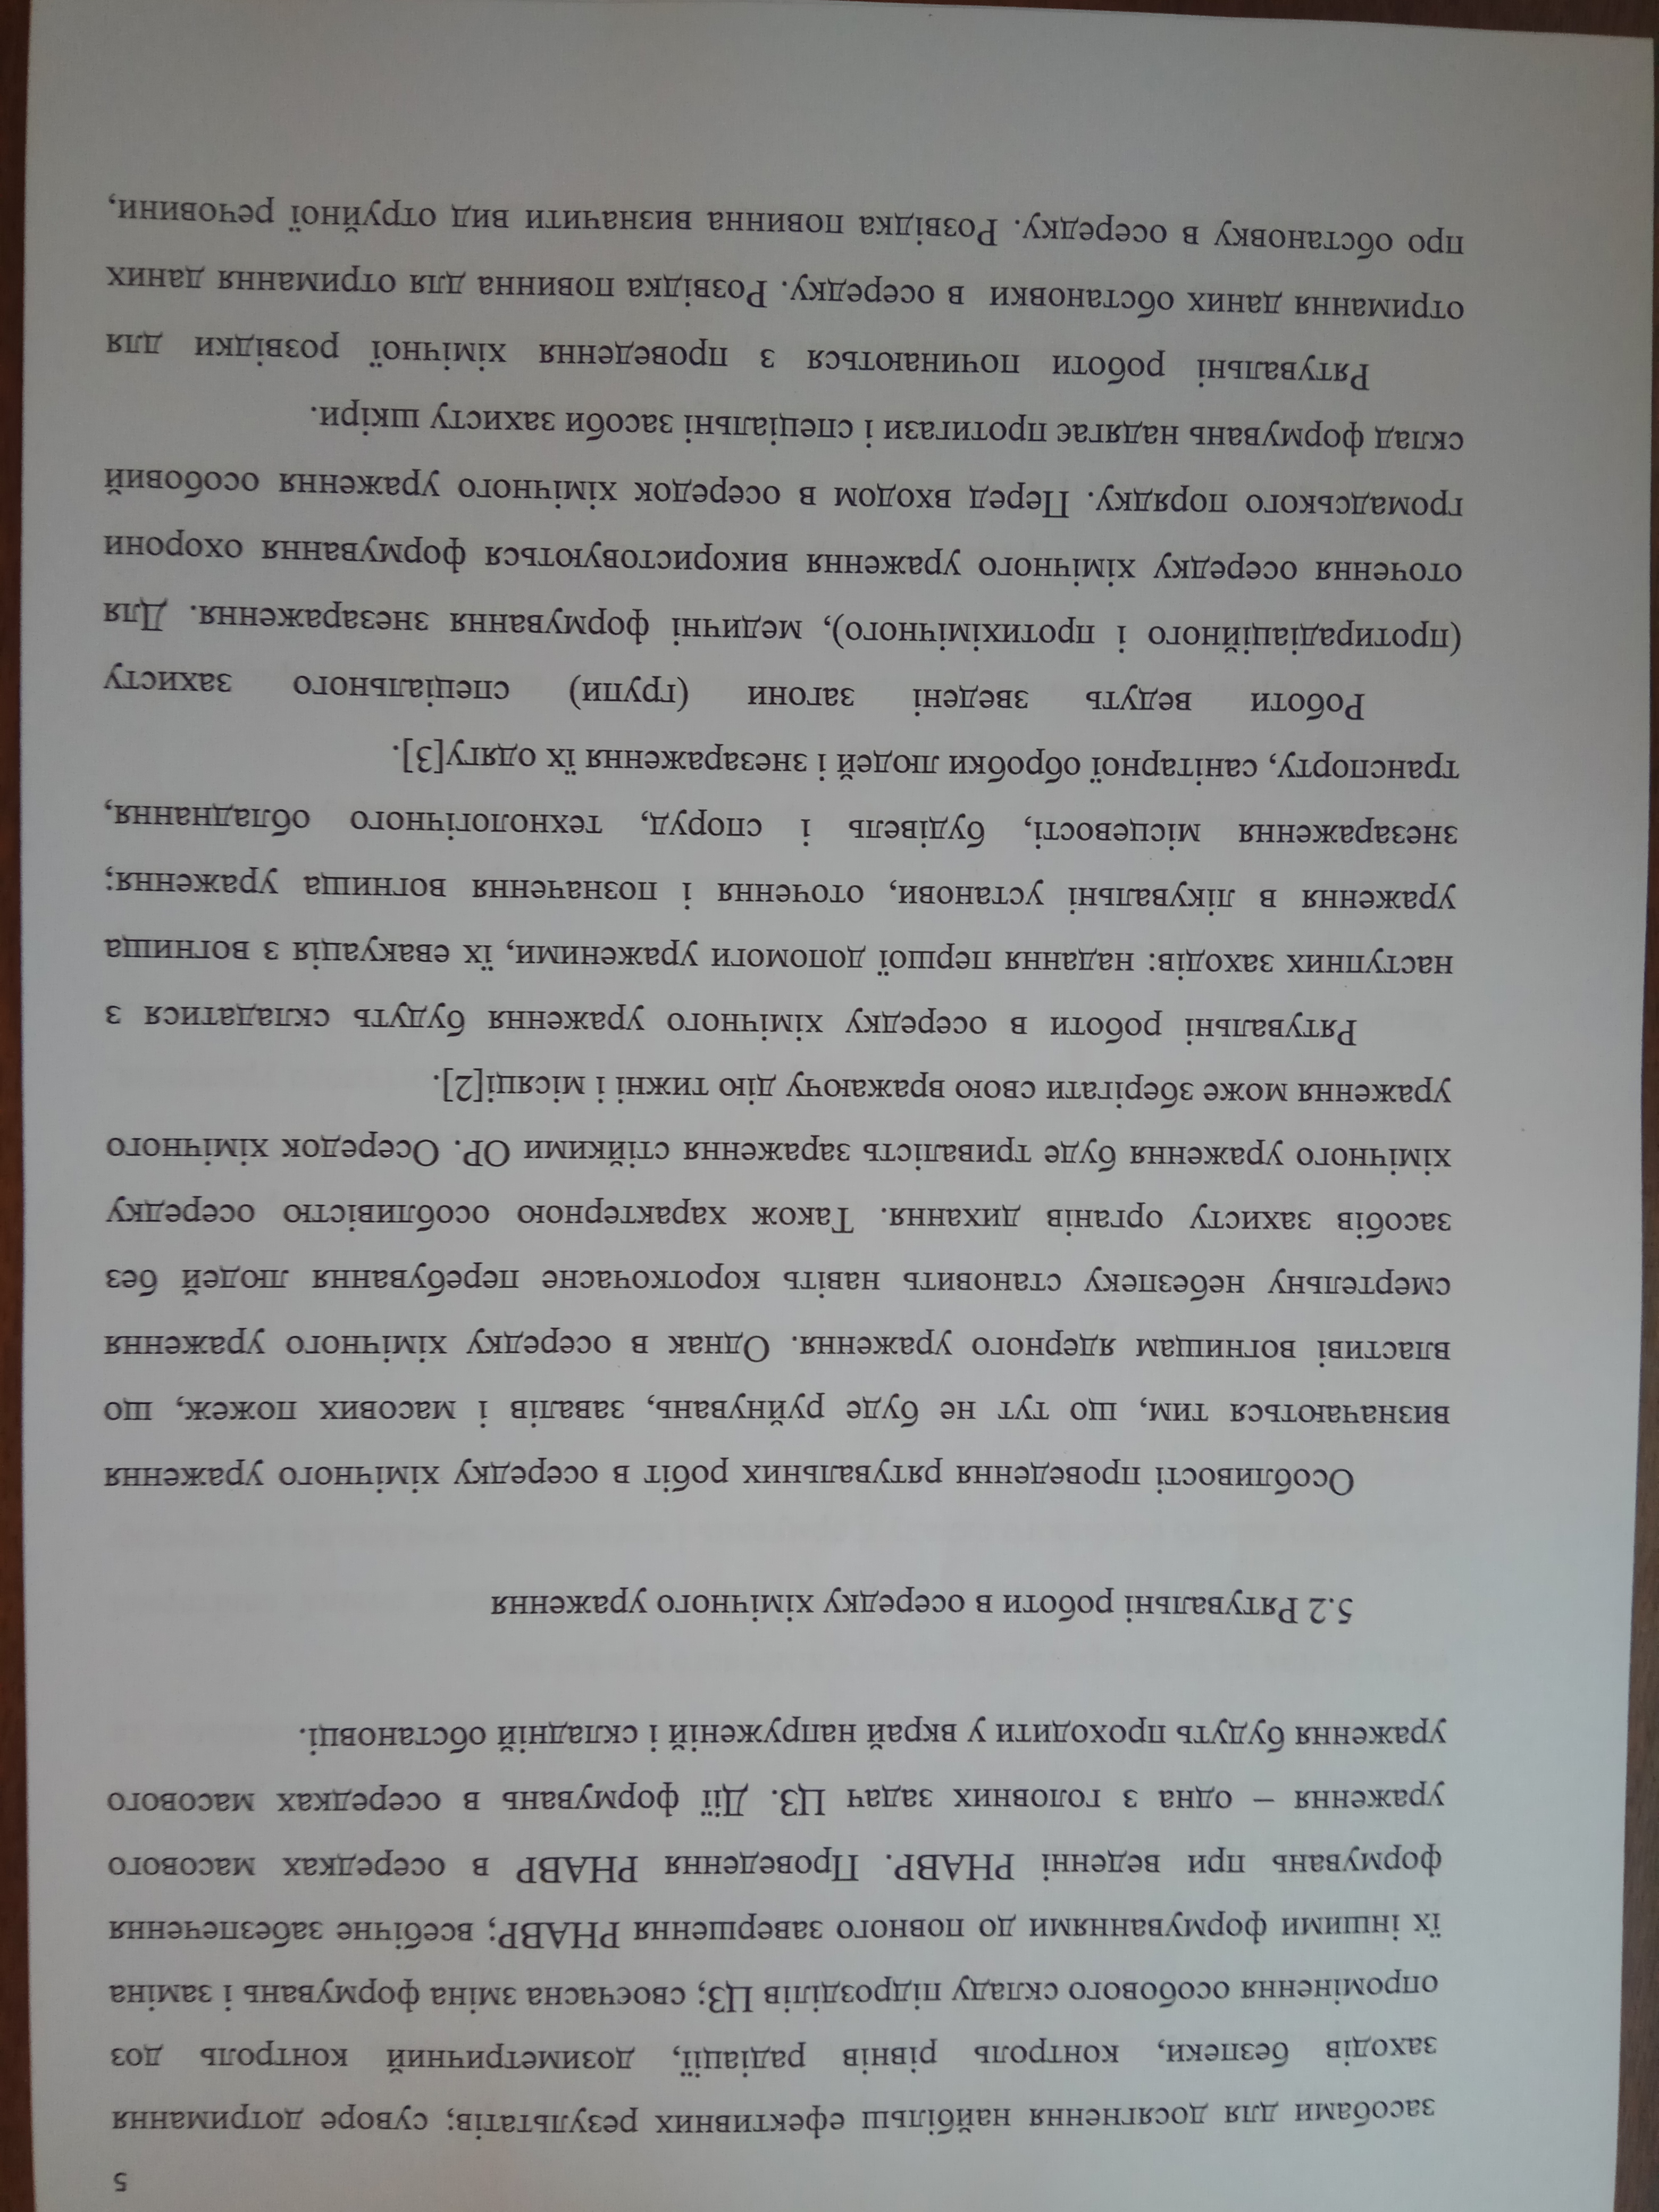 5
засобами для досягнення найбільш ефективних результатів; суворе дотримання
заходів безпеки, контроль рівнів радіації, дозиметричний контроль доз
опромінення особового складу підрозділів ЦЗ; своєчасна зміна формувань і заміна
їх іншими формуваннями до повного завершення РНАВР; всебічне забезпечення
формувань при веденні РНАВР. Проведення РНАВР в осередках масового
ураження – одна з головних задач ЦЗ. Дії формувань в осередках масового
ураження будуть проходити у вкрай напруженій і складній обстановці.
5.2 Рятувальні роботи в осередку хімічного ураження
Особливості проведення рятувальних робіт в осередку хімічного ураження
визначаються тим, що тут не буде руйнувань, завалів і масових пожеж, що
властиві вогнищам ядерного ураження. Однак в осередку хімічного ураження
смертельну небезпеку становить навіть короткочасне перебування людей без
засобів захисту органів дихання. Також характерною особливістю осередку
хімічного ураження буде тривалість зараження стійкими ОР. Осередок хімічного
ураження може зберігати свою вражаючу дію тижні і місяці[2].
Рятувальні роботи в осередку хімічного ураження будуть складатися з
наступних заходів: надання першої допомоги ураженими, їх евакуація з вогнища
ураження в лікувальні установи, оточення і позначення вогнища ураження;
знезараження місцевості, будівель і споруд, технологічного обладнання,
транспорту, санітарної обробки людей і знезараження їх одягу[3].
Роботи ведуть зведені загони (групи) спеціального захисту
(протирадіаційного і протихімічного), медичні формування знезараження. Для
оточення осередку хімічного ураження використовуються формування охорони
громадського порядку. Перед входом в осередок хімічного ураження особовий
склад формувань надягає протигази і спеціальні засоби захисту шкіри.
Рятувальні роботи починаються з проведення хімічної розвідки для
отримання даних обстановки в осередку. Розвідка повинна для отримання даних
про обстановку в осередку. Розвідка повинна визначити вид отруйної речовини,